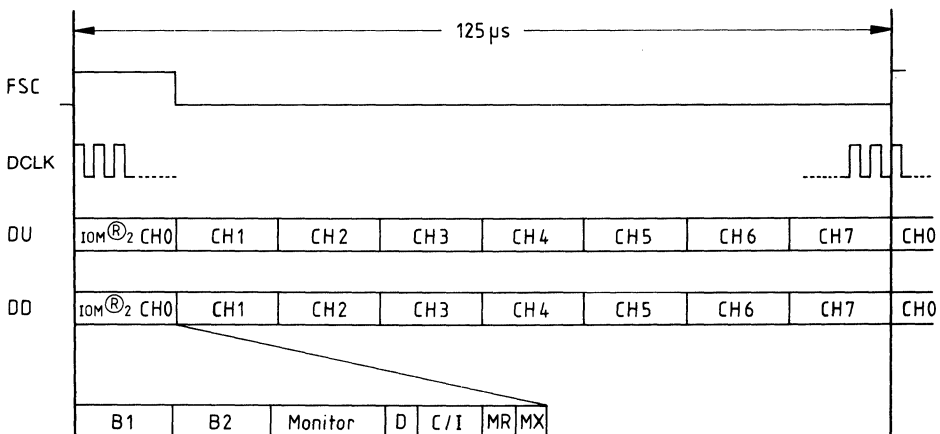 125 µs
FSC
DCLK
DU IOM®2 CH0 CH1 CH2 CH3 CH4 CH5 CH6 CH7 CH0
DD IOM®2 CH0 CH1 CH2 CH3 CH4 CH5 CH6 CH7 CH0
B1 B2 Monitor D C/I MR MX